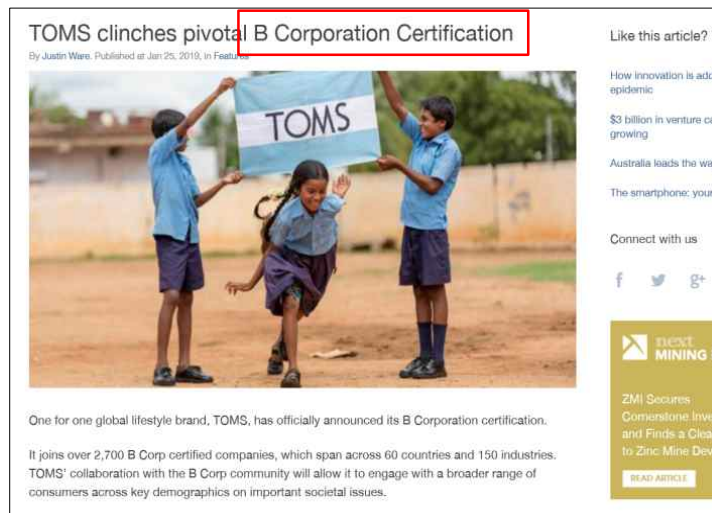 TOMS clinches pivotal B Corporation Certification
By Justin Ware. Published at Jan 25, 2019, in Features
TOMS
One for one global lifestyle brand, TOMS, has officially announced its B Corporation certification.
It joins over 2,700 B Corp certified companies, which span across 60 countries and 150 industries.
TOMS' collaboration with the B Corp community will allow it to engage with a broader range of
consumers across key demographics on important societal issues.
Like this article?
How innovation is add
epidemic
$3 billion in venture ca
growing
Australia leads the wa
The smartphone: your
Connect with us
f
g+
next
MINING
ZMI Secures
Cornerstone Inve
and Finds a Clea
to Zinc Mine Dev
READ ARTICLE